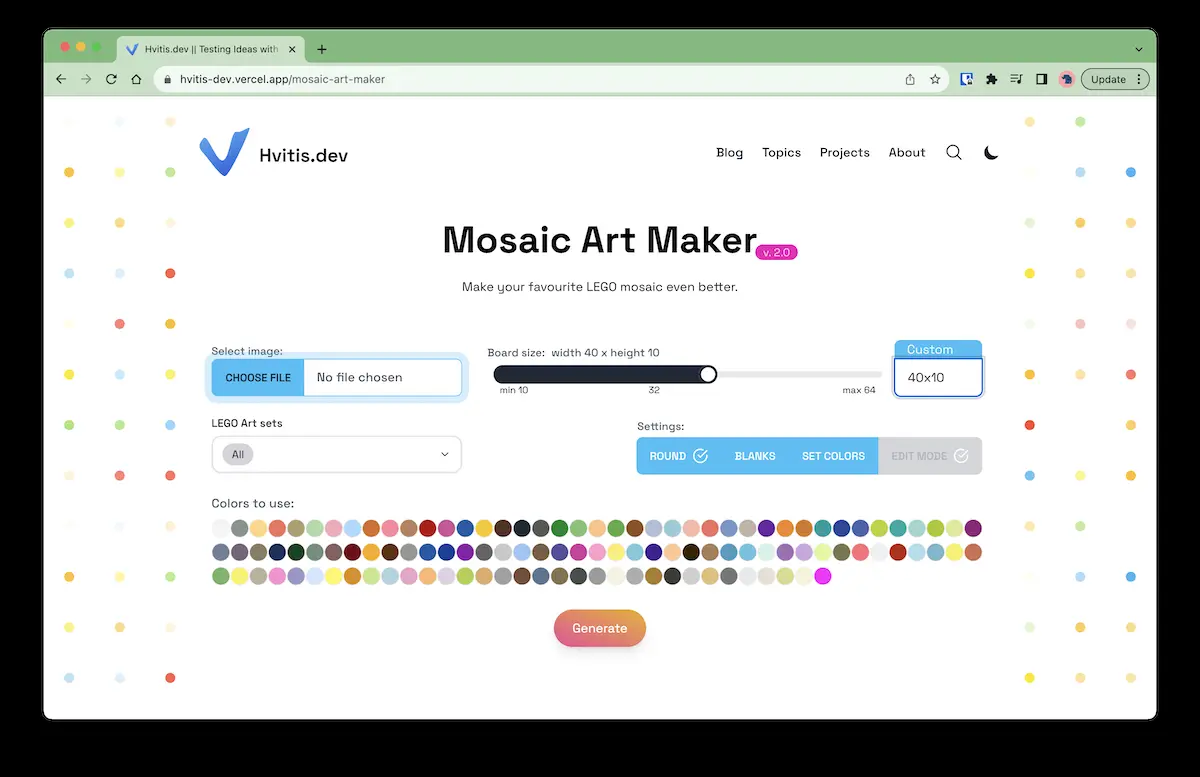 Hvitis.dev || Testing Ideas with
hvitis-dev.vercel.app/mosaic-art-maker
Update
Hvitis.dev
Blog Topics Projects About
Mosaic Art Maker
v. 2.0
Make your favourite LEGO mosaic even better.
Select image:
CHOOSE FILE No file chosen
Board size: width 40 x height 10
min 10 32 max 64
Custom
40x10
LEGO Art sets
All
Settings:
ROUND BLANKS SET COLORS EDIT MODE
Colors to use:
Generate